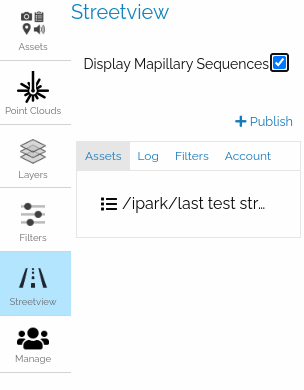 Streetview
Assets
Display Mapillary Sequences
Point Clouds
Publish
Layers
Assets Log Filters Account
/ipark/last test str...
Filters
Streetview
Manage